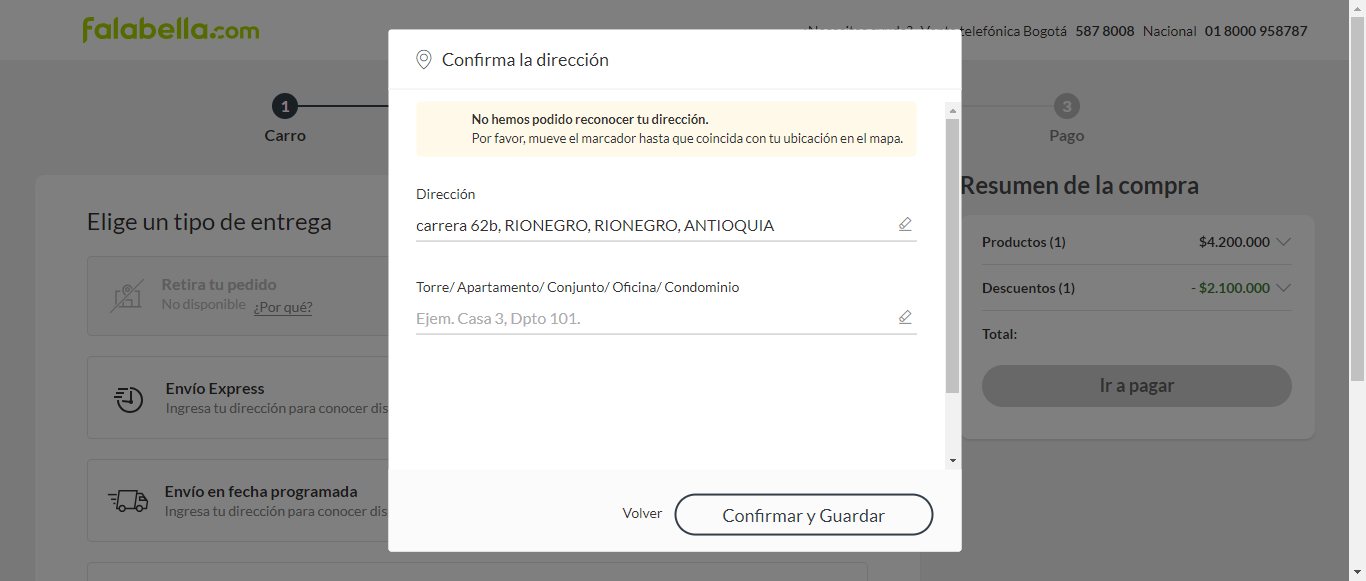 falabella.com
telefónica Bogotá 587 8008 Nacional 01 8000 958787
Confirma la dirección
1
3
Carro
Pago
No hemos podido reconocer tu dirección.
Por favor, mueve el marcador hasta que coincida con tu ubicación en el mapa.
Dirección
carrera 62b, RIONEGRO, RIONEGRO, ANTIOQUIA
Torre/ Apartamento/ Conjunto/ Oficina/ Condominio
Ejem. Casa 3, Dpto 101.
Volver
Confirmar y Guardar
Elige un tipo de entrega
Retira tu pedido
No disponible ¿Por qué?
Envío Express
Ingresa tu dirección para conocer dis
Envío en fecha programada
Ingresa tu dirección para conocer dis
Resumen de la compra
Productos (1) $4.200.000
Descuentos (1) - $2.100.000
Total:
Ir a pagar